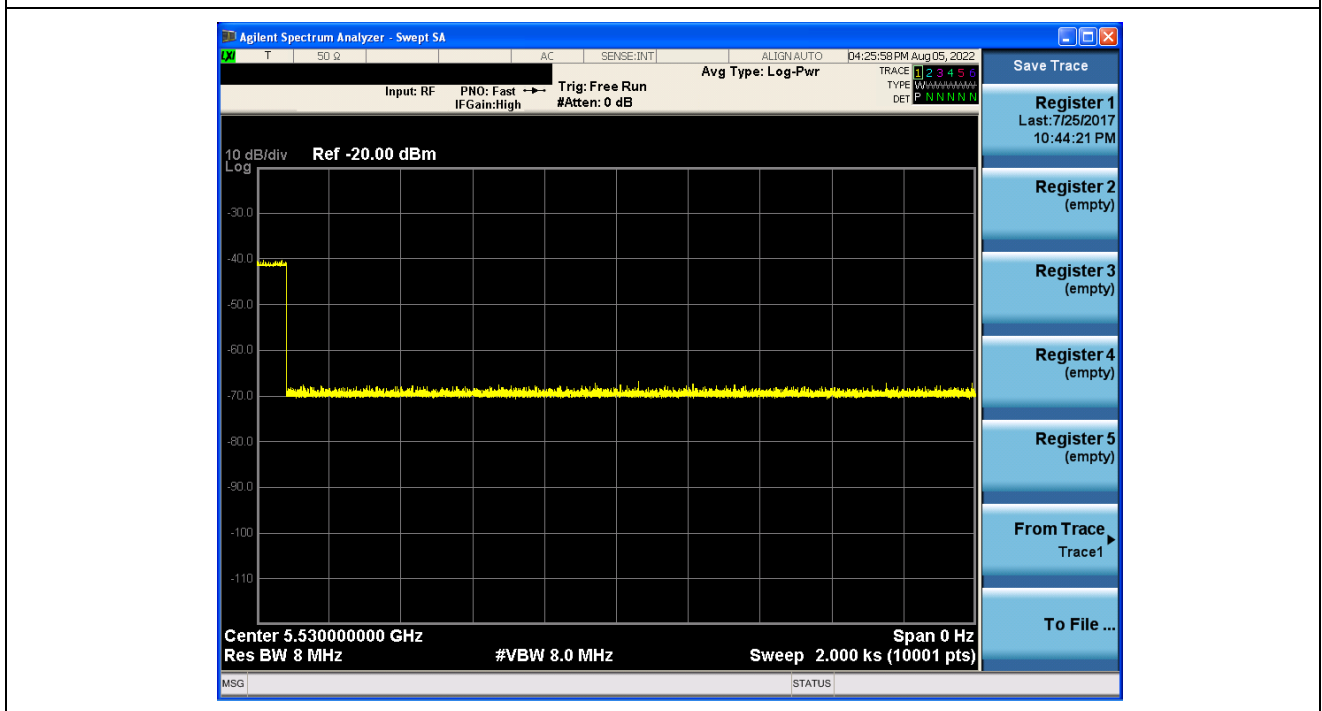 Agilent Spectrum Analyzer - Swept SA
LXI T 50 Ω AC SENSE:INT ALIGN AUTO 04:25:58 PM Aug 05, 2022
Input: RF PNO: Fast Trig: Free Run Avg Type: Log-Pwr TRACE 1 2 3 4 5 6
IFGain:High #Atten: 0 dB TYPE W
DET P N N N N N
10 dB/div Ref -20.00 dBm
Log
-30.0
-40.0
-50.0
-60.0
-70.0
-80.0
-90.0
-100
-110
Center 5.530000000 GHz Span 0 Hz
Res BW 8 MHz #VBW 8.0 MHz Sweep 2.000 ks (10001 pts)
MSG STATUS
Save Trace
Register 1
Last:7/25/2017
10:44:21 PM
Register 2
(empty)
Register 3
(empty)
Register 4
(empty)
Register 5
(empty)
From Trace
Trace1
To File ...